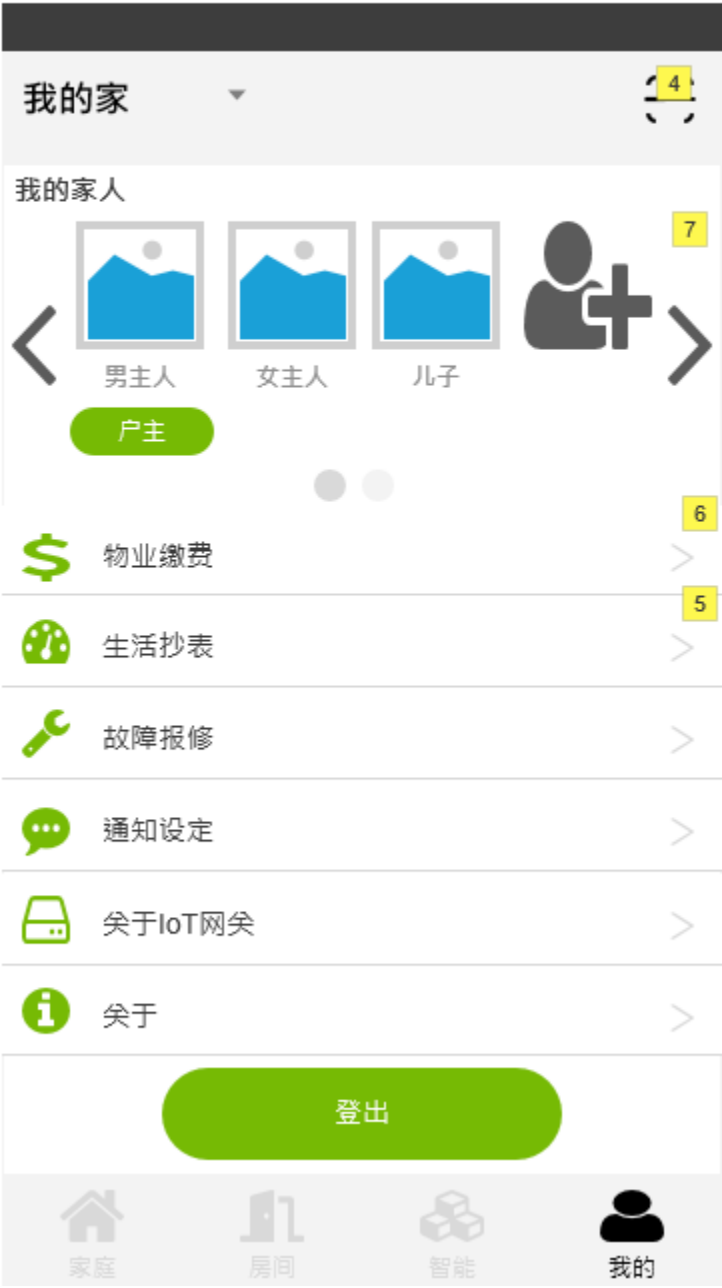 我的家
4
我的家人
7
男主人 女主人 儿子
户主
6
物业缴费
5
生活抄表
故障报修
通知设定
关于IoT网关
关于
登出
家庭 房间 智能 我的